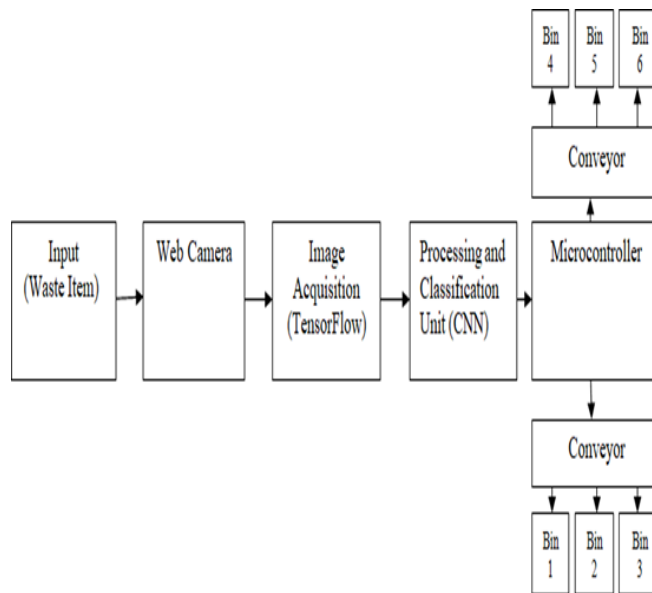 Bin
4
Bin
5
Bin
6
Conveyor
Input
(Waste Item)
Web Camera
Image
Acquisition
(TensorFlow)
Processing and
Classification
Unit (CNN)
Microcontroller
Conveyor
Bin
1
Bin
2
Bin
3